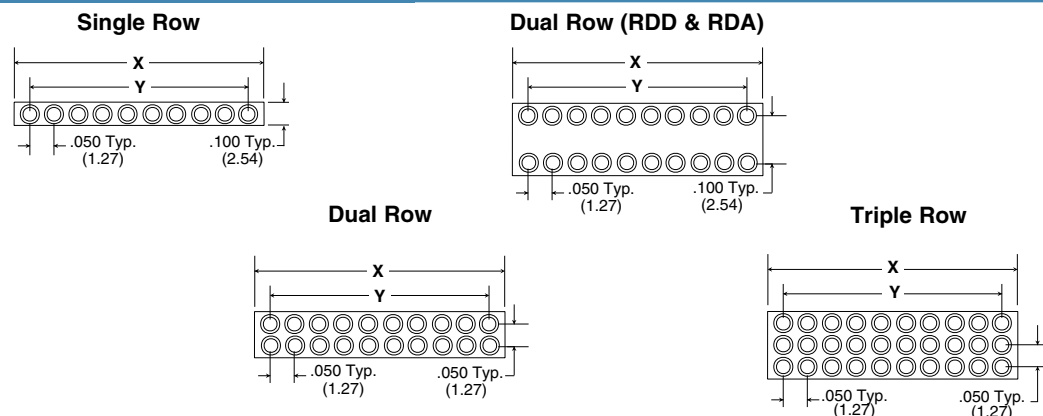 Single Row
X
Y
.050 Typ.
(1.27)
.100 Typ.
(2.54)
Dual Row (RDD & RDA)
X
Y
.050 Typ.
(1.27)
.100 Typ.
(2.54)
Dual Row
X
Y
.050 Typ.
(1.27)
.050 Typ.
(1.27)
Triple Row
X
Y
.050 Typ.
(1.27)
.050 Typ.
(1.27)